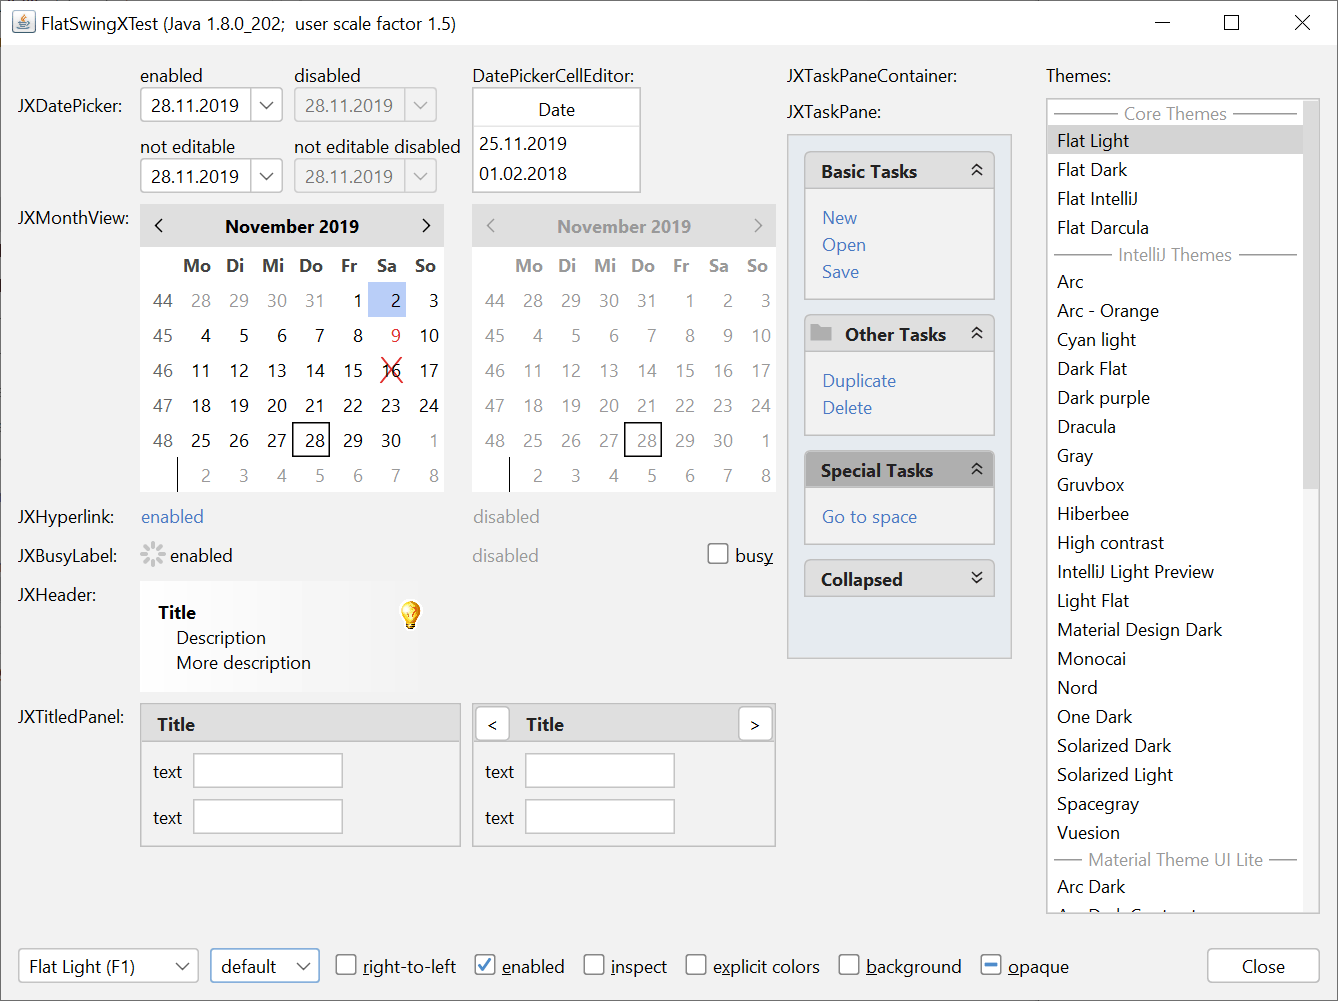 FlatSwingXTest (Java 1.8.0_202;  user scale factor 1.5)
enabled
disabled
DatePickerCellEditor:
JXTaskPaneContainer:
Themes:
JXDatePicker:
28.11.2019
28.11.2019
Date
25.11.2019
01.02.2018
not editable
not editable disabled
28.11.2019
28.11.2019
JXTaskPane:
JXMonthView:
November 2019
Mo Di Mi Do Fr Sa So
44 28 29 30 31 1 2 3
45 4 5 6 7 8 9 10
46 11 12 13 14 15 16 17
47 18 19 20 21 22 23 24
48 25 26 27 28 29 30 1
2 3 4 5 6 7 8
November 2019
Mo Di Mi Do Fr Sa So
44 28 29 30 31 1 2 3
45 4 5 6 7 8 9 10
46 11 12 13 14 15 16 17
47 18 19 20 21 22 23 24
48 25 26 27 28 29 30 1
2 3 4 5 6 7 8
JXHyperlink:
enabled
disabled
JXBusyLabel:
enabled
disabled
busy
JXHeader:
Title
Description
More description
JXTitledPanel:
Title
text
text
<
Title
>
text
text
Basic Tasks
New
Open
Save
Other Tasks
Duplicate
Delete
Special Tasks
Go to space
Collapsed
Core Themes
Flat Light
Flat Dark
Flat IntelliJ
Flat Darcula
IntelliJ Themes
Arc
Arc - Orange
Cyan light
Dark Flat
Dark purple
Dracula
Gray
Gruvbox
Hiberbee
High contrast
IntelliJ Light Preview
Light Flat
Material Design Dark
Monocai
Nord
One Dark
Solarized Dark
Solarized Light
Spacegray
Vuesion
Material Theme UI Lite
Arc Dark
Flat Light (F1)
default
right-to-left
enabled
inspect
explicit colors
background
opaque
Close